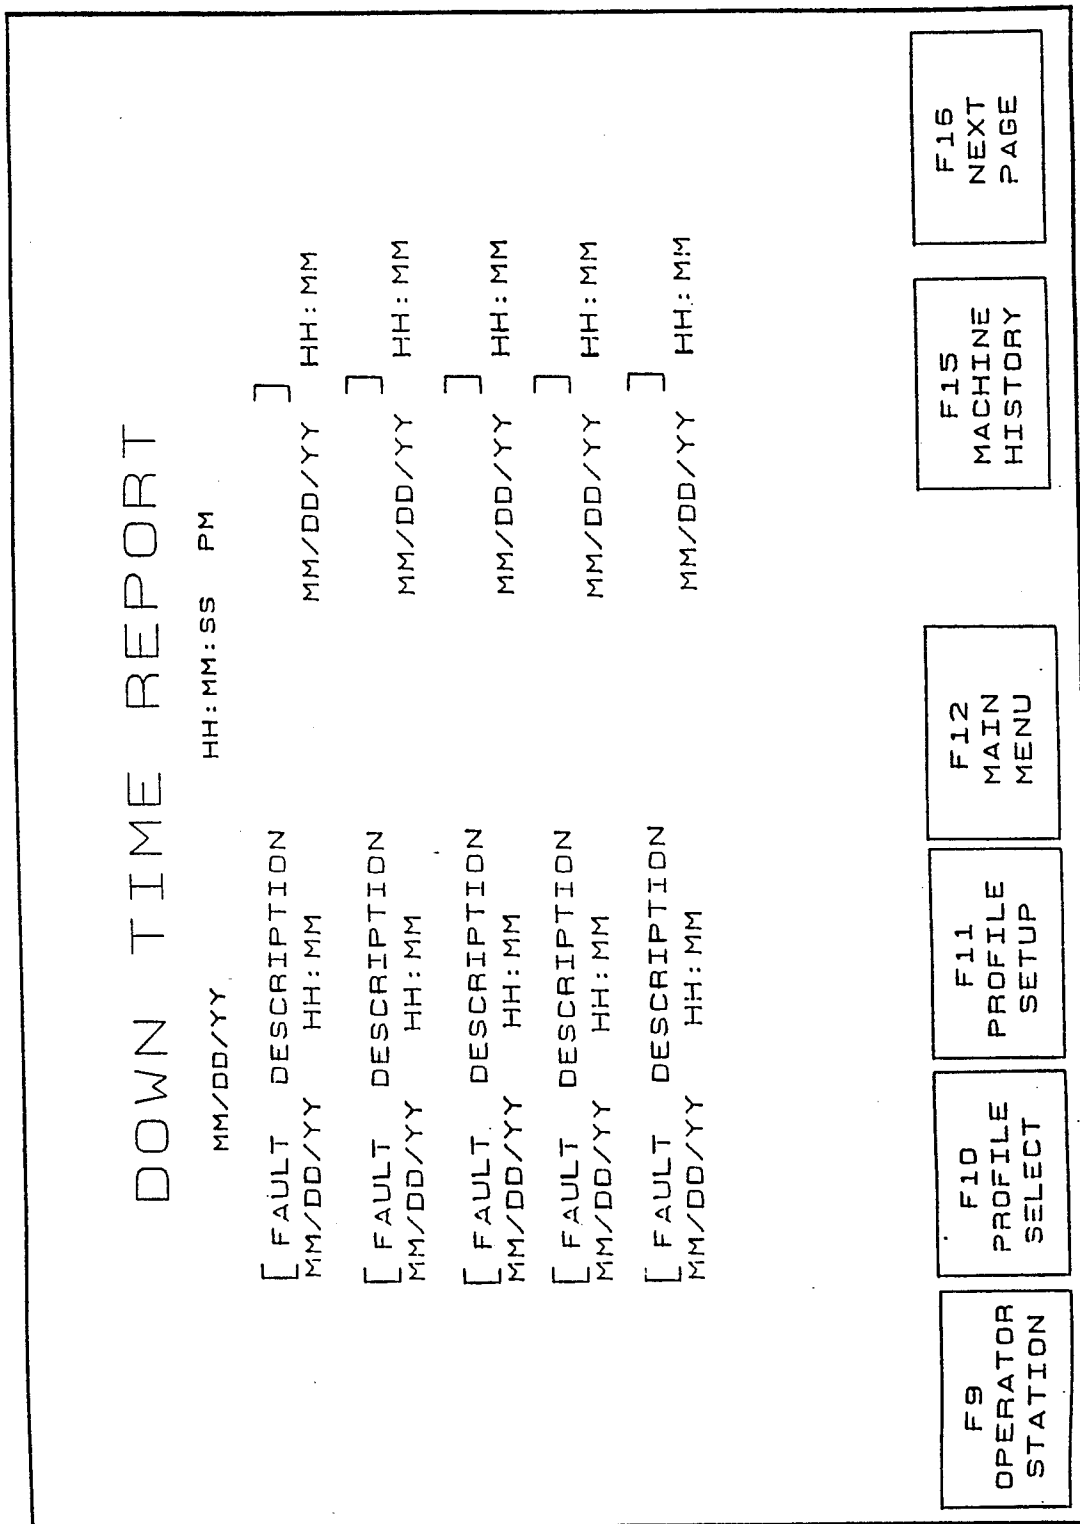 DOWN TIME REPORT
MM/DD/YY HH:MM:SS PM
[ FAULT DESCRIPTION ]
MM/DD/YY HH:MM MM/DD/YY HH:MM
[ FAULT DESCRIPTION ]
MM/DD/YY HH:MM MM/DD/YY HH:MM
[ FAULT DESCRIPTION ]
MM/DD/YY HH:MM MM/DD/YY HH:MM
[ FAULT DESCRIPTION ]
MM/DD/YY HH:MM MM/DD/YY HH:MM
[ FAULT DESCRIPTION ]
MM/DD/YY HH:MM MM/DD/YY HH:MM
F9
OPERATOR
STATION
F10
PROFILE
SELECT
F11
PROFILE
SETUP
F12
MAIN
MENU
F15
MACHINE
HISTORY
F16
NEXT
PAGE